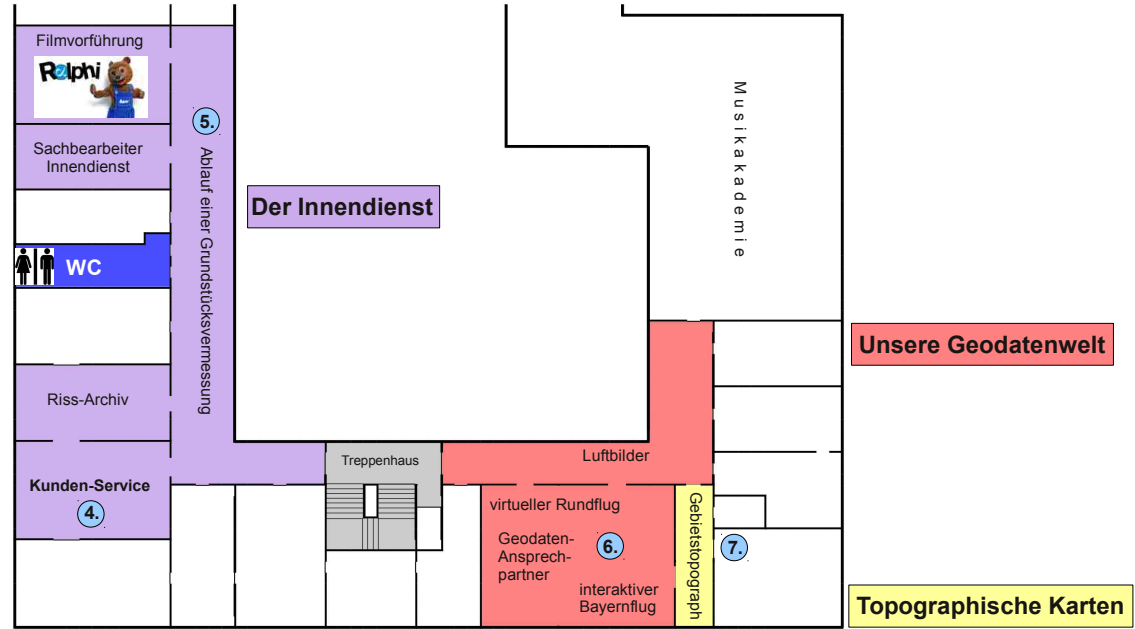 Filmvorführung
Ralphi
5.
Sachbearbeiter
Innendienst
Ablauf einer Grundstücksvermessung
Der Innendienst
WC
Musikakademie
Unsere Geodatenwelt
Riss-Archiv
Kunden-Service
4.
Treppenhaus
Luftbilder
virtueller Rundflug
Geodaten-
Ansprech-
partner
6.
interaktiver
Bayernflug
Gebietstopograph
7.
Topographische Karten